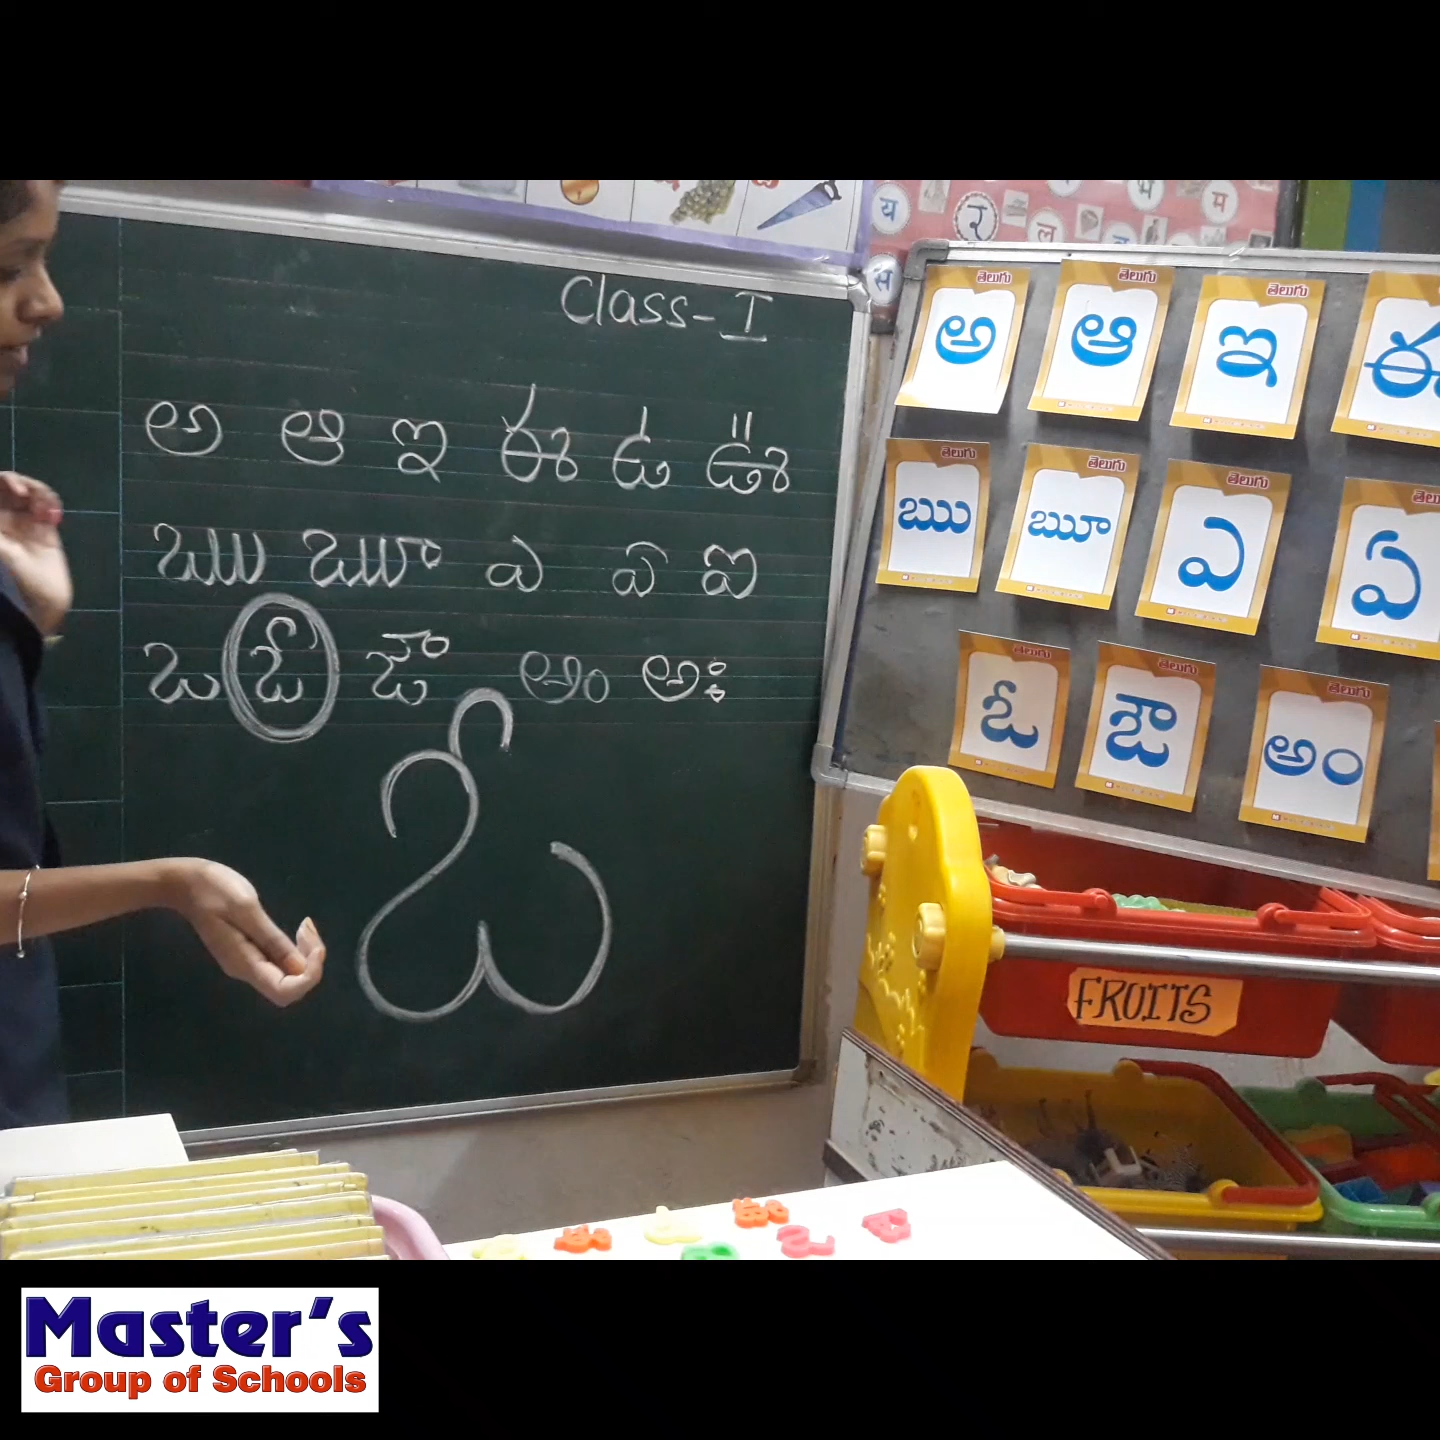 Class-I
అ ఆ ఇ ఈ ఉ ఊ
ఋ ౠ ఎ ఏ ఐ
ఒ ఓ ఔ అం అః
ఓ
య र ल
భ म
स
తెలుగు తెలుగు తెలుగు తెలు
అ ఆ ఇ ఈ
తెలుగు తెలుగు తెలుగు తెలు
ఋ ౠ ఎ ఏ
తెలుగు తెలుగు తెలుగు
ఓ ఔ అం
FRUITS
Master's
Group of Schools